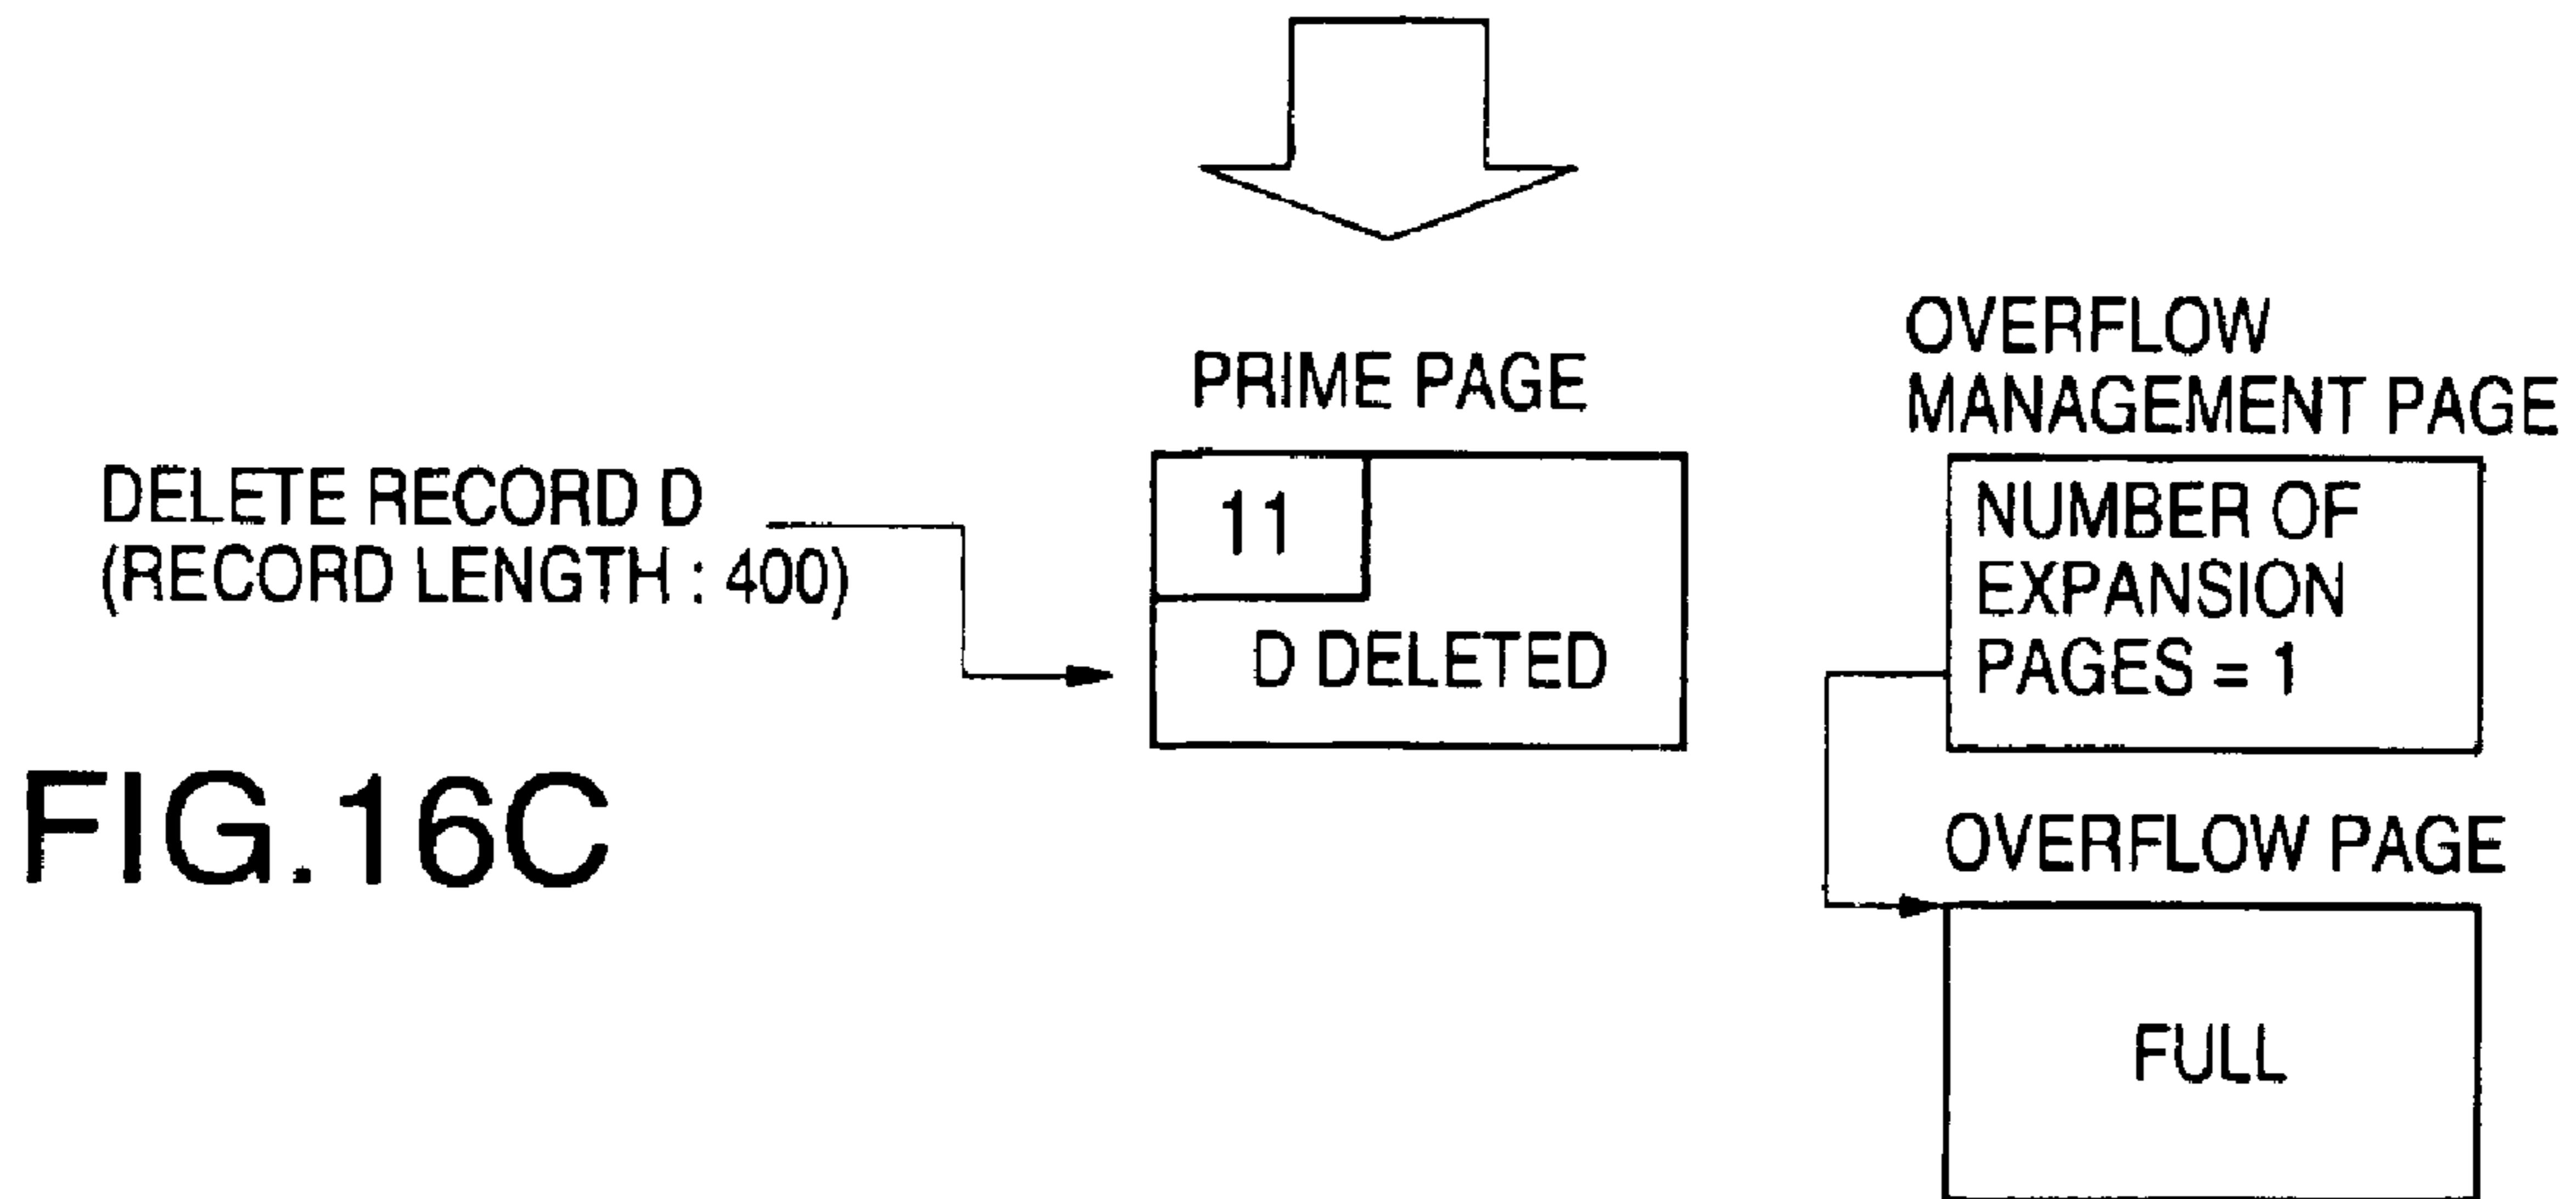 PRIME PAGE
OVERFLOW
MANAGEMENT PAGE
DELETE RECORD D
(RECORD LENGTH : 400)
11
D DELETED
NUMBER OF
EXPANSION
PAGES = 1
FIG.16C
OVERFLOW PAGE
FULL